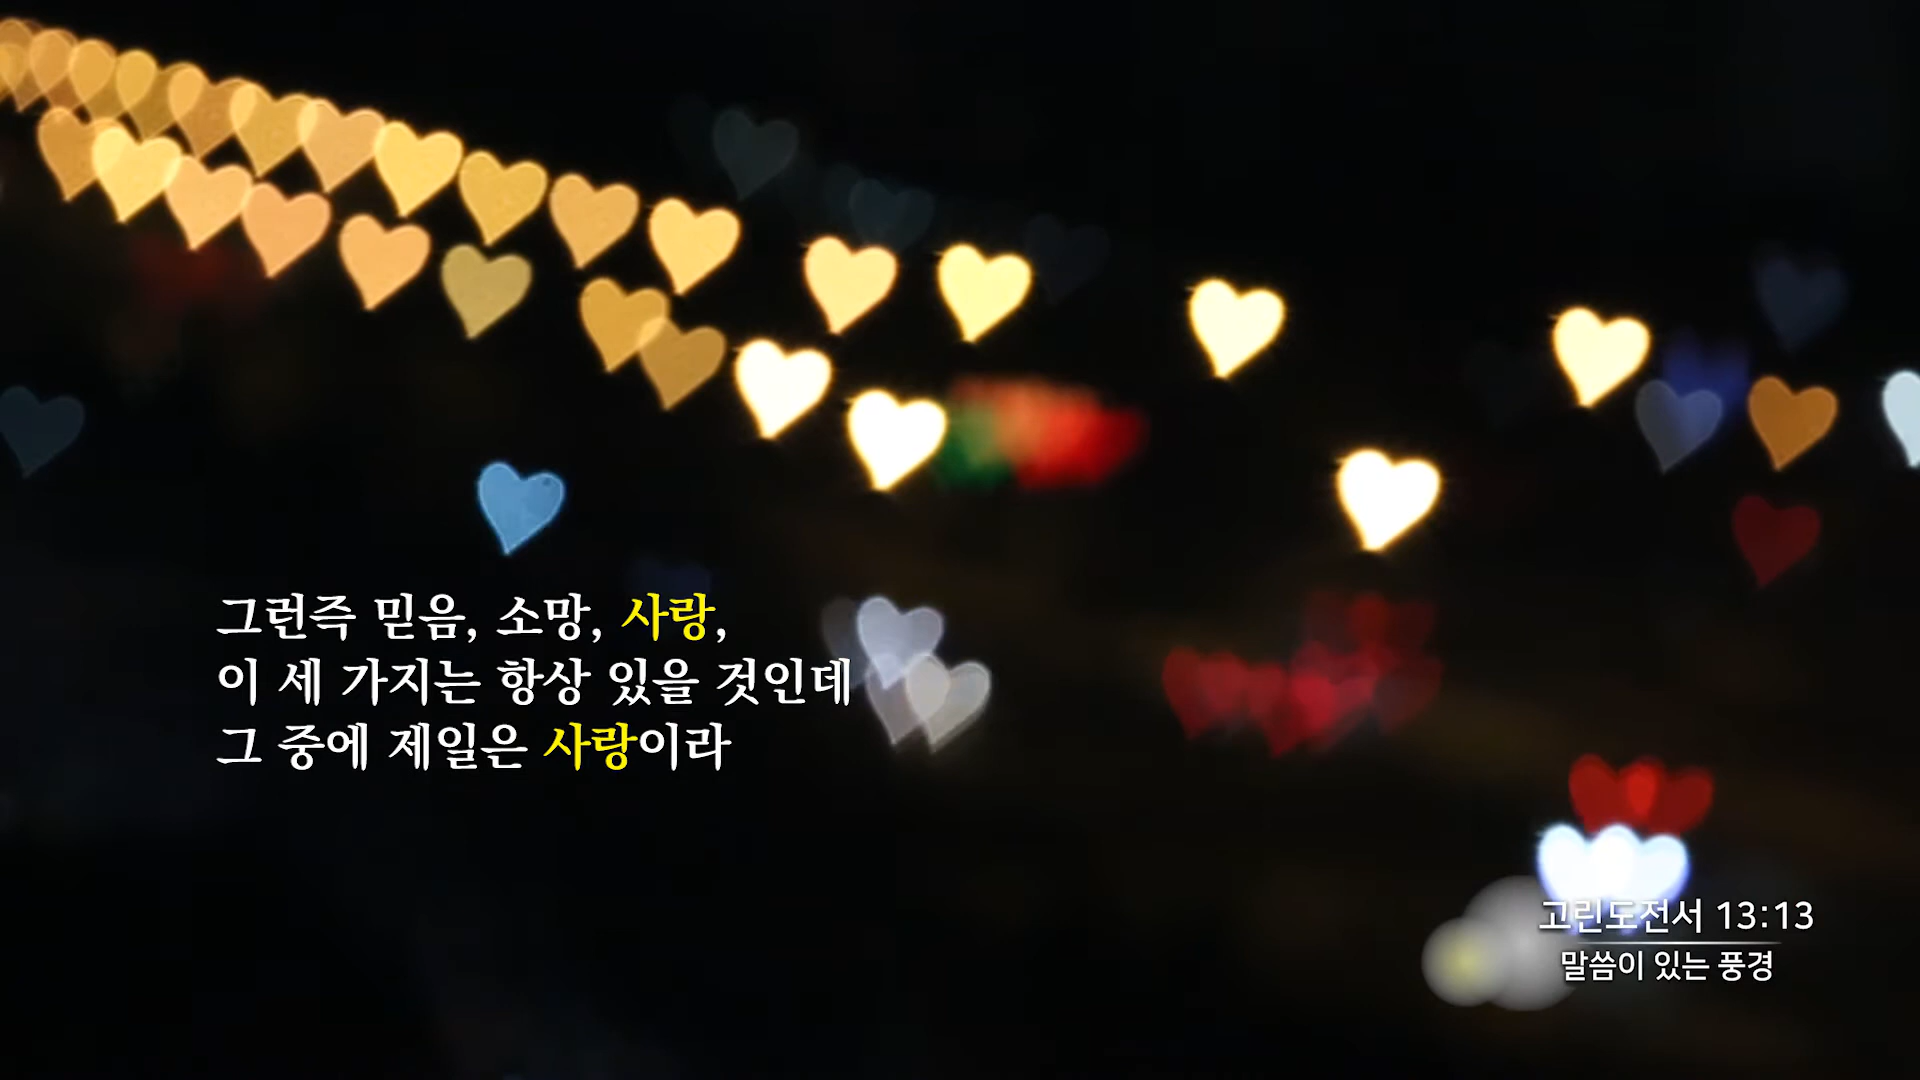 그런즉 믿음, 소망, 사랑,
이 세 가지는 항상 있을 것인데
그 중에 제일은 사랑이라
고린도전서 13:13
말씀이 있는 풍경